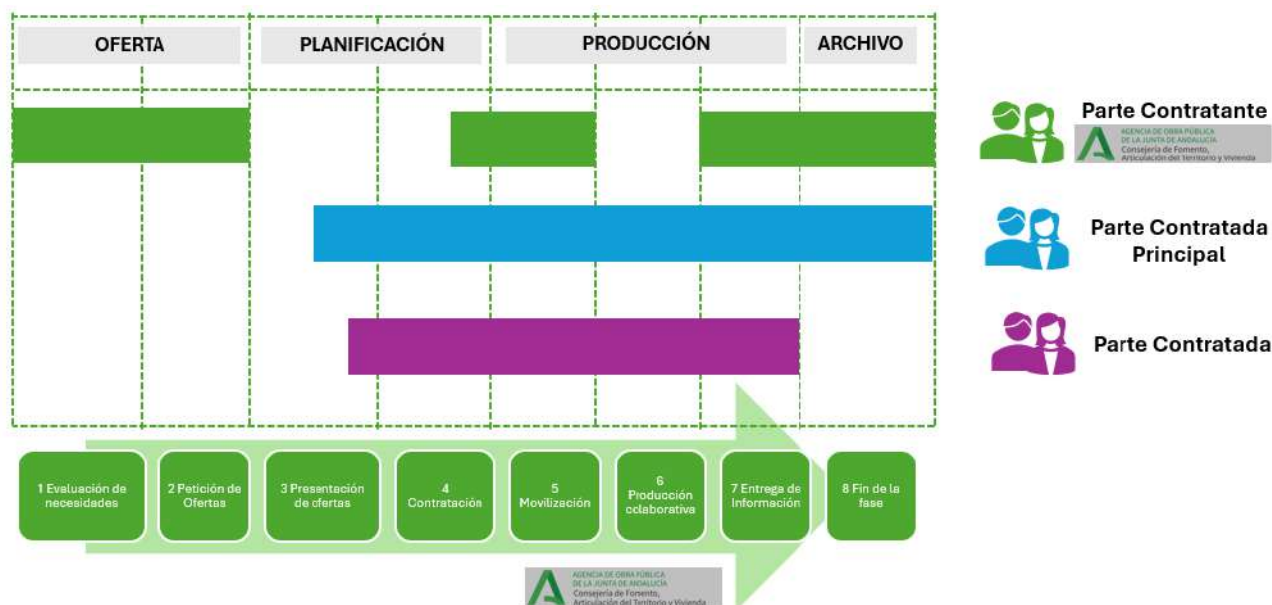 OFERTA
PLANIFICACIÓN
PRODUCCIÓN
ARCHIVO
Parte Contratante
AGENCIA DE OBRA PÚBLICA
DE LA JUNTA DE ANDALUCÍA
Consejería de Fomento,
Articulación del Territorio y Vivienda
Parte Contratada
Principal
Parte Contratada
1 Evaluación de
necesidades
2 Petición de
Ofertas
3 Presentación
de ofertas
4
Contratación
5
Movilización
6
Producción
colaborativa
7 Entrega de
Información
8 Fin de la
fase
AGENCIA DE OBRA PÚBLICA
DE LA JUNTA DE ANDALUCÍA
Consejería de Fomento,
Articulación del Territorio y Vivienda